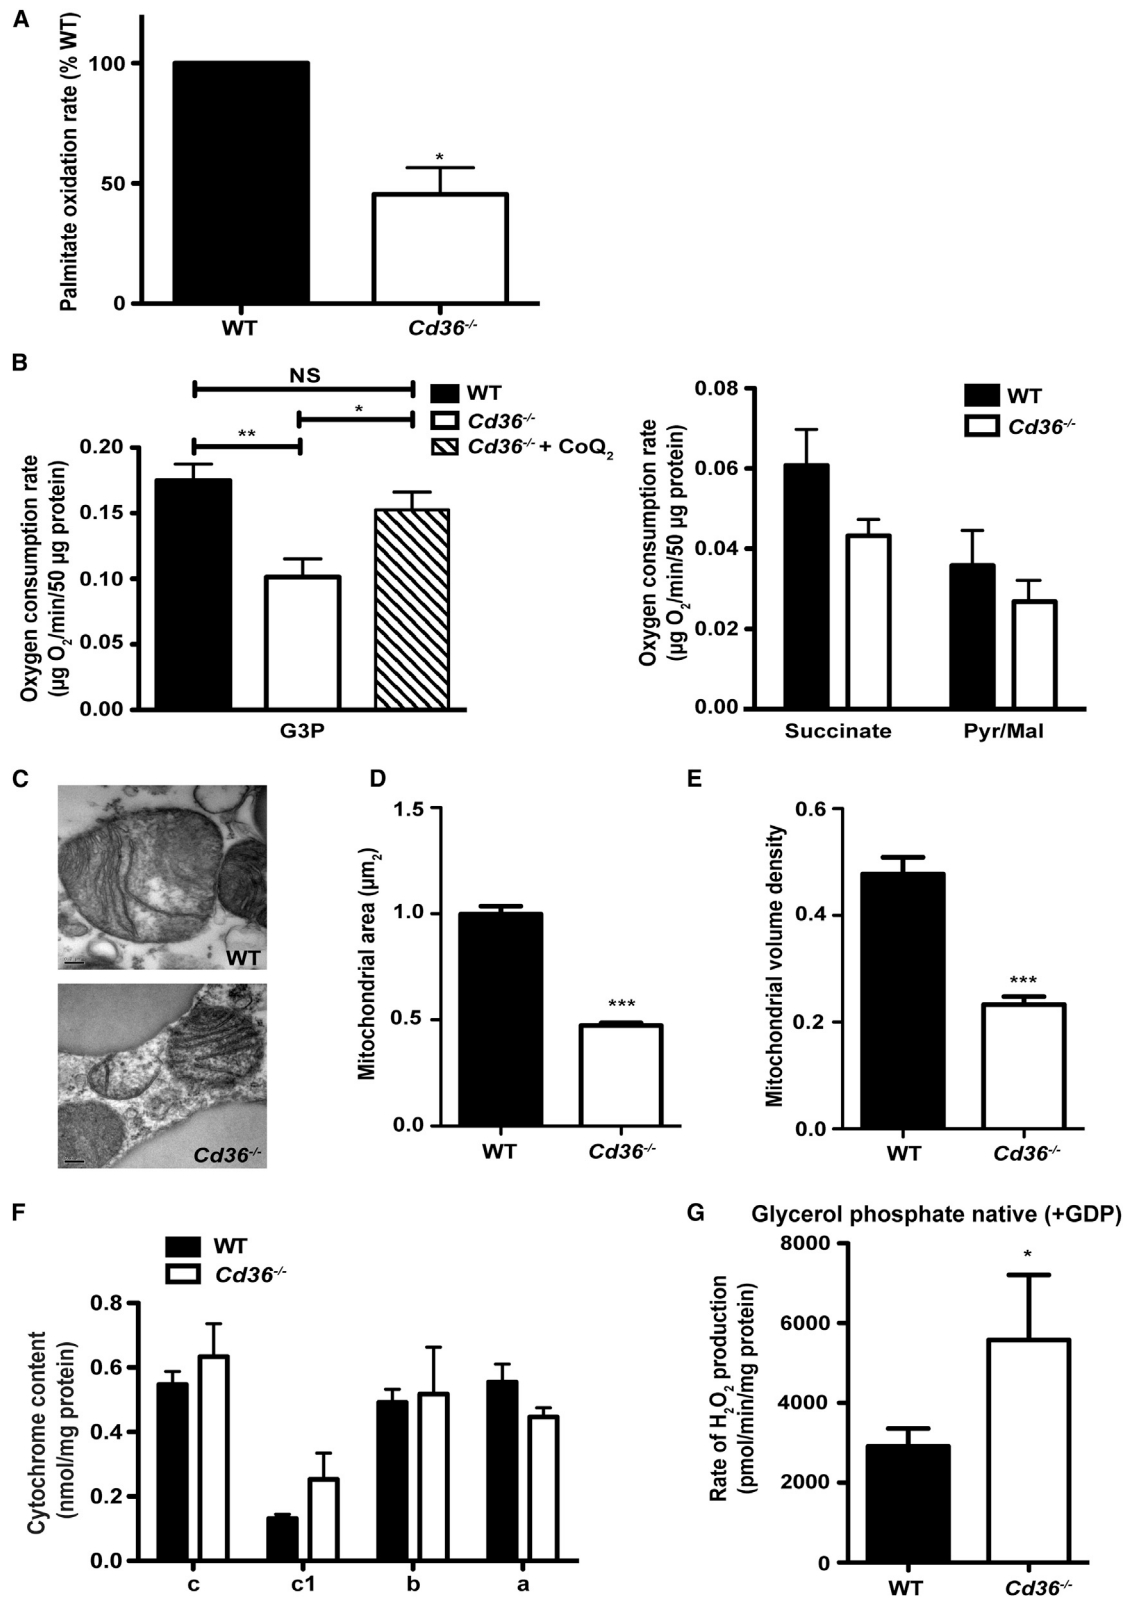 A
Palmitate oxidation rate (% WT)
100
50
0
*
WT
Cd36-/-
B
NS
*
**
WT
Cd36-/-
Cd36-/- + CoQ2
Oxygen consumption rate
(µg O2/min/50 µg protein)
0.20
0.15
0.10
0.05
0.00
G3P
Oxygen consumption rate
(µg O2/min/50 µg protein)
0.08
0.06
0.04
0.02
0.00
WT
Cd36-/-
Succinate
Pyr/Mal
C
WT
Cd36-/-
D
Mitochondrial area (µm2)
1.5
1.0
0.5
0.0
***
WT
Cd36-/-
E
Mitochondrial volume density
0.6
0.4
0.2
0.0
***
WT
Cd36-/-
F
WT
Cd36-/-
Cytochrome content
(nmol/mg protein)
0.8
0.6
0.4
0.2
0.0
c
c1
b
a
G
Glycerol phosphate native (+GDP)
Rate of H2O2 production
(pmol/min/mg protein)
8000
6000
4000
2000
0
*
WT
Cd36-/-